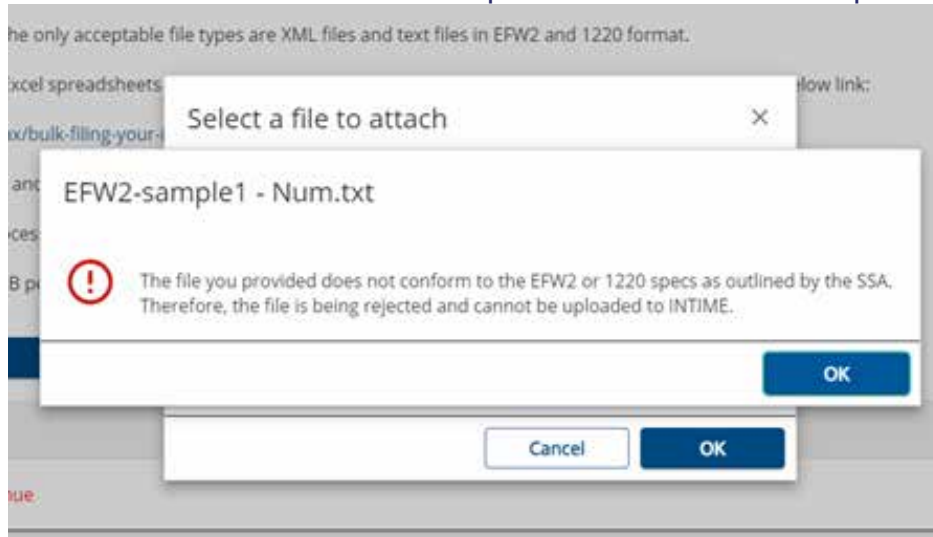 he only acceptable file types are XML files and text files in EFW2 and 1220 format.
xcel spreadsheets
low link:
Select a file to attach
x/bulk-filing-your-
and
EFW2-sample1 - Num.txt
ces
B p
The file you provided does not conform to the EFW2 or 1220 specs as outlined by the SSA.
Therefore, the file is being rejected and cannot be uploaded to INTIME.
OK
Cancel
OK
nue